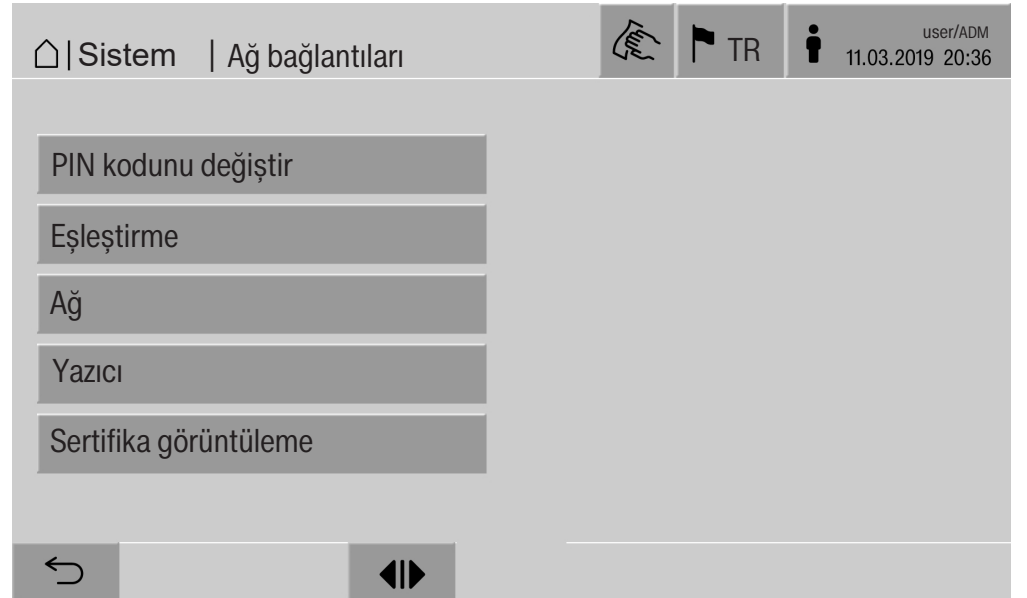 | Sistem | Ağ bağlantıları
TR
user/ADM
11.03.2019 20:36
PIN kodunu değiştir
Eşleştirme
Ağ
Yazıcı
Sertifika görüntüleme